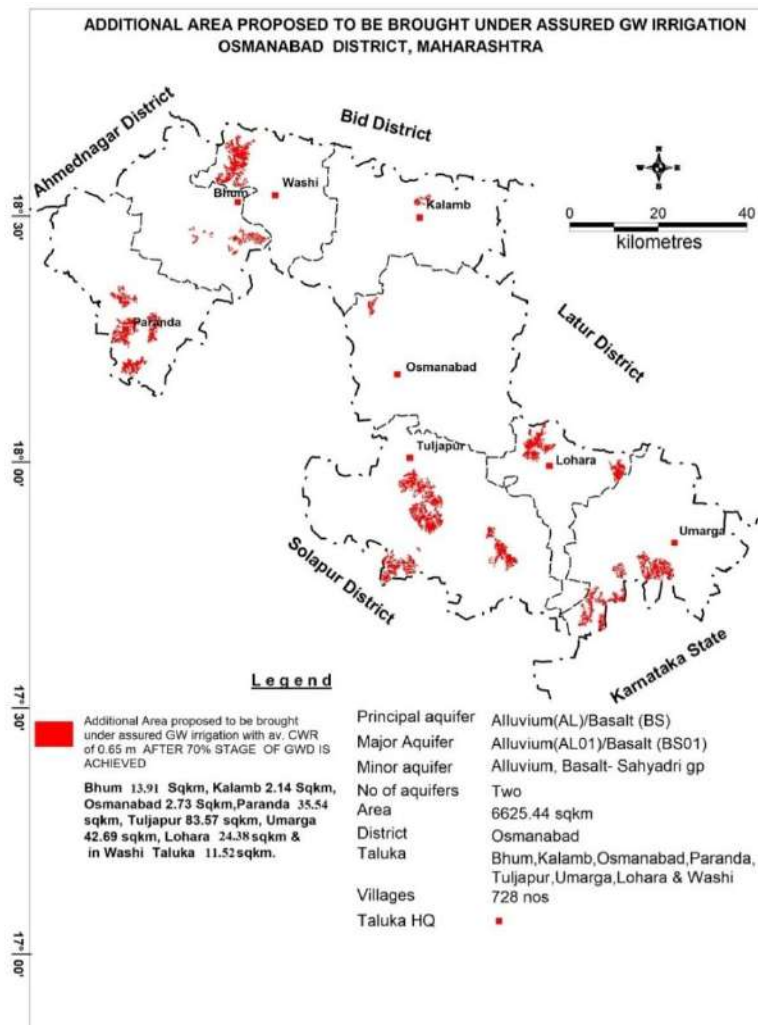 ADDITIONAL AREA PROPOSED TO BE BROUGHT UNDER ASSURED GW IRRIGATION
OSMANABAD DISTRICT, MAHARASHTRA
Ahmednagar District
Bid District
Washi
Bhum
Kalamb
18° 30'
N
W E
S
0 20 40
kilometres
Paranda
Latur District
Osmanabad
18° 00'
Tuljapur
Lohara
Umarga
Solapur District
Karnataka State
17° 30'
17° 00'
Legend
Additional Area proposed to be brought
under assured GW irrigation with av. CWR
of 0.65 m AFTER 70% STAGE OF GWD IS
ACHIEVED
Bhum 13.91 Sqkm, Kalamb 2.14 Sqkm,
Osmanabad 2.73 Sqkm,Paranda 35.54
sqkm, Tuljapur 83.57 sqkm, Umarga
42.69 sqkm, Lohara 24.38 sqkm &
in Washi Taluka 11.52sqkm.
Principal aquifer Alluvium(AL)/Basalt (BS)
Major Aquifer Alluvium(AL01)/Basalt (BS01)
Minor aquifer Alluvium, Basalt- Sahyadri gp
No of aquifers Two
Area 6625.44 sqkm
District Osmanabad
Taluka Bhum,Kalamb,Osmanabad,Paranda,
Tuljapur,Umarga,Lohara & Washi
Villages 728 nos
Taluka HQ